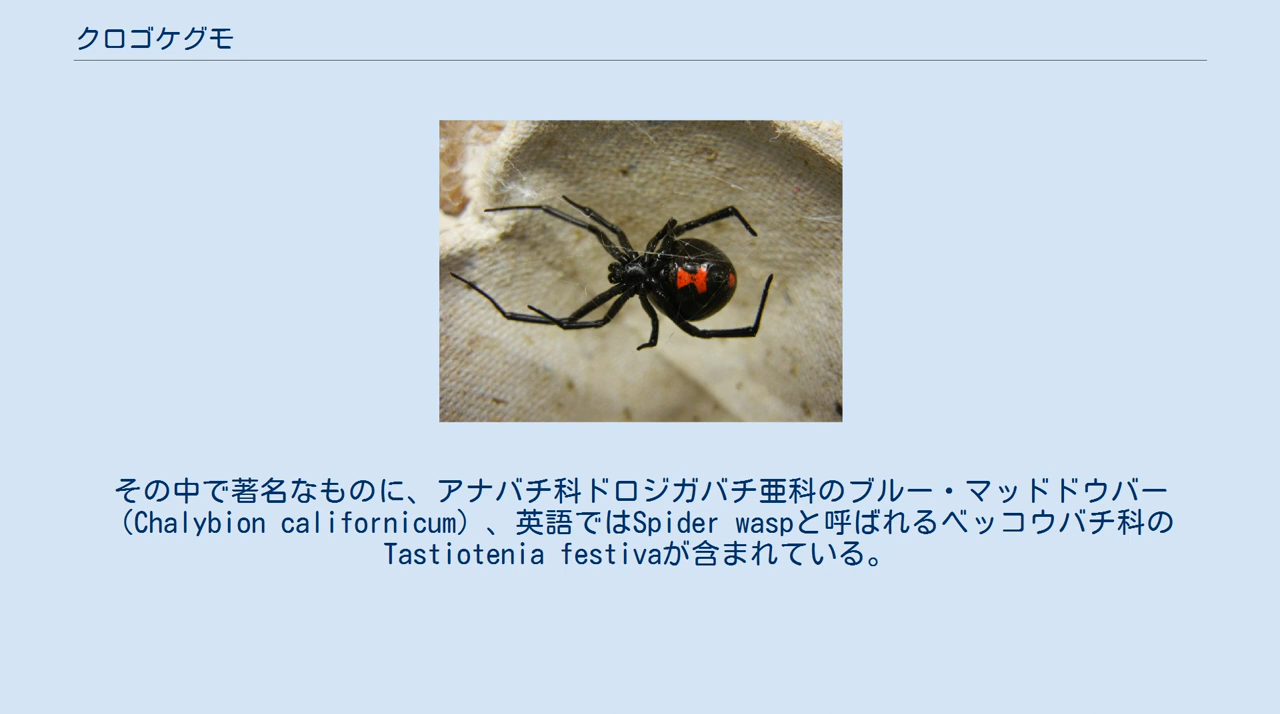 クロゴケグモ
その中で著名なものに、アナバチ科ドロジガバチ亜科のブルー・マッドドウバー
（Chalybion californicum）、英語ではSpider waspと呼ばれるベッコウバチ科の
Tastiotenia festivaが含まれている。